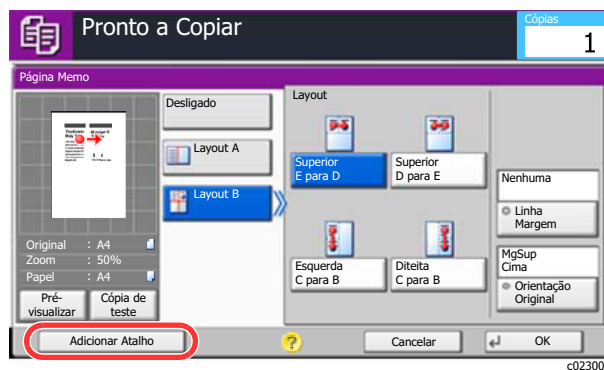 Pronto a Copiar
Cópias
1
Página Memo
Original : A4
Zoom : 50%
Papel : A4
Pré-
visualizar
Cópia de
teste
Desligado
Layout A
Layout B
Layout
Superior
E para D
Superior
D para E
Esquerda
C para B
Diteita
C para B
Nenhuma
Linha
Margem
MgSup
Cima
Orientação
Original
Adicionar Atalho
?
Cancelar
OK
c02300